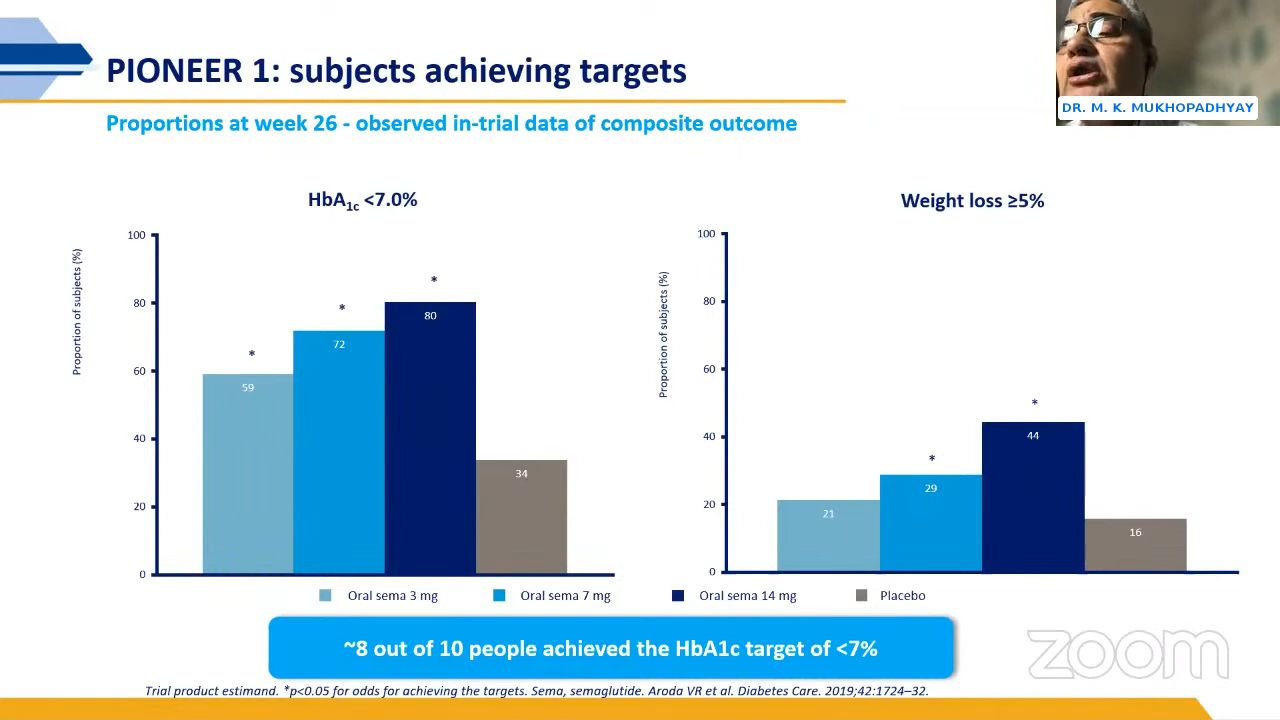 PIONEER 1: subjects achieving targets
DR. M. K. MUKHOPADHYAY
Proportions at week 26 - observed in-trial data of composite outcome
HbA1c <7.0%
Proportion of subjects (%)
100
80
60
40
20
0
*
*
*
59
72
80
34
Weight loss ≥5%
Proportion of subjects (%)
100
80
60
40
20
0
*
*
21
29
44
16
Oral sema 3 mg
Oral sema 7 mg
Oral sema 14 mg
Placebo
~8 out of 10 people achieved the HbA1c target of <7%
zoom
Trial product estimand. *p<0.05 for odds for achieving the targets. Sema, semaglutide. Aroda VR et al. Diabetes Care. 2019;42:1724–32.